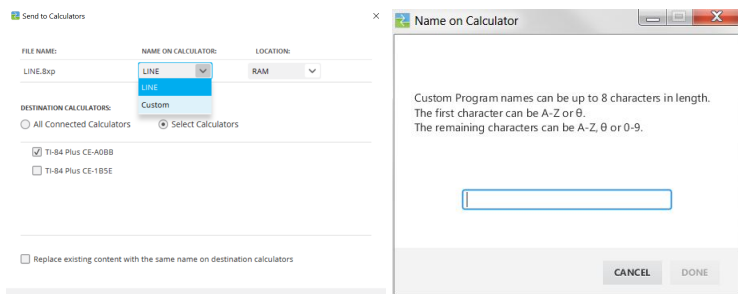 Send to Calculators
FILE NAME: NAME ON CALCULATOR: LOCATION:
LINE.8xp LINE RAM
LINE
Custom
DESTINATION CALCULATORS:
All Connected Calculators Select Calculators
TI-84 Plus CE-A0BB
TI-84 Plus CE-1B5E
Replace existing content with the same name on destination calculators
Name on Calculator
Custom Program names can be up to 8 characters in length.
The first character can be A-Z or θ.
The remaining characters can be A-Z, θ or 0-9.
CANCEL DONE